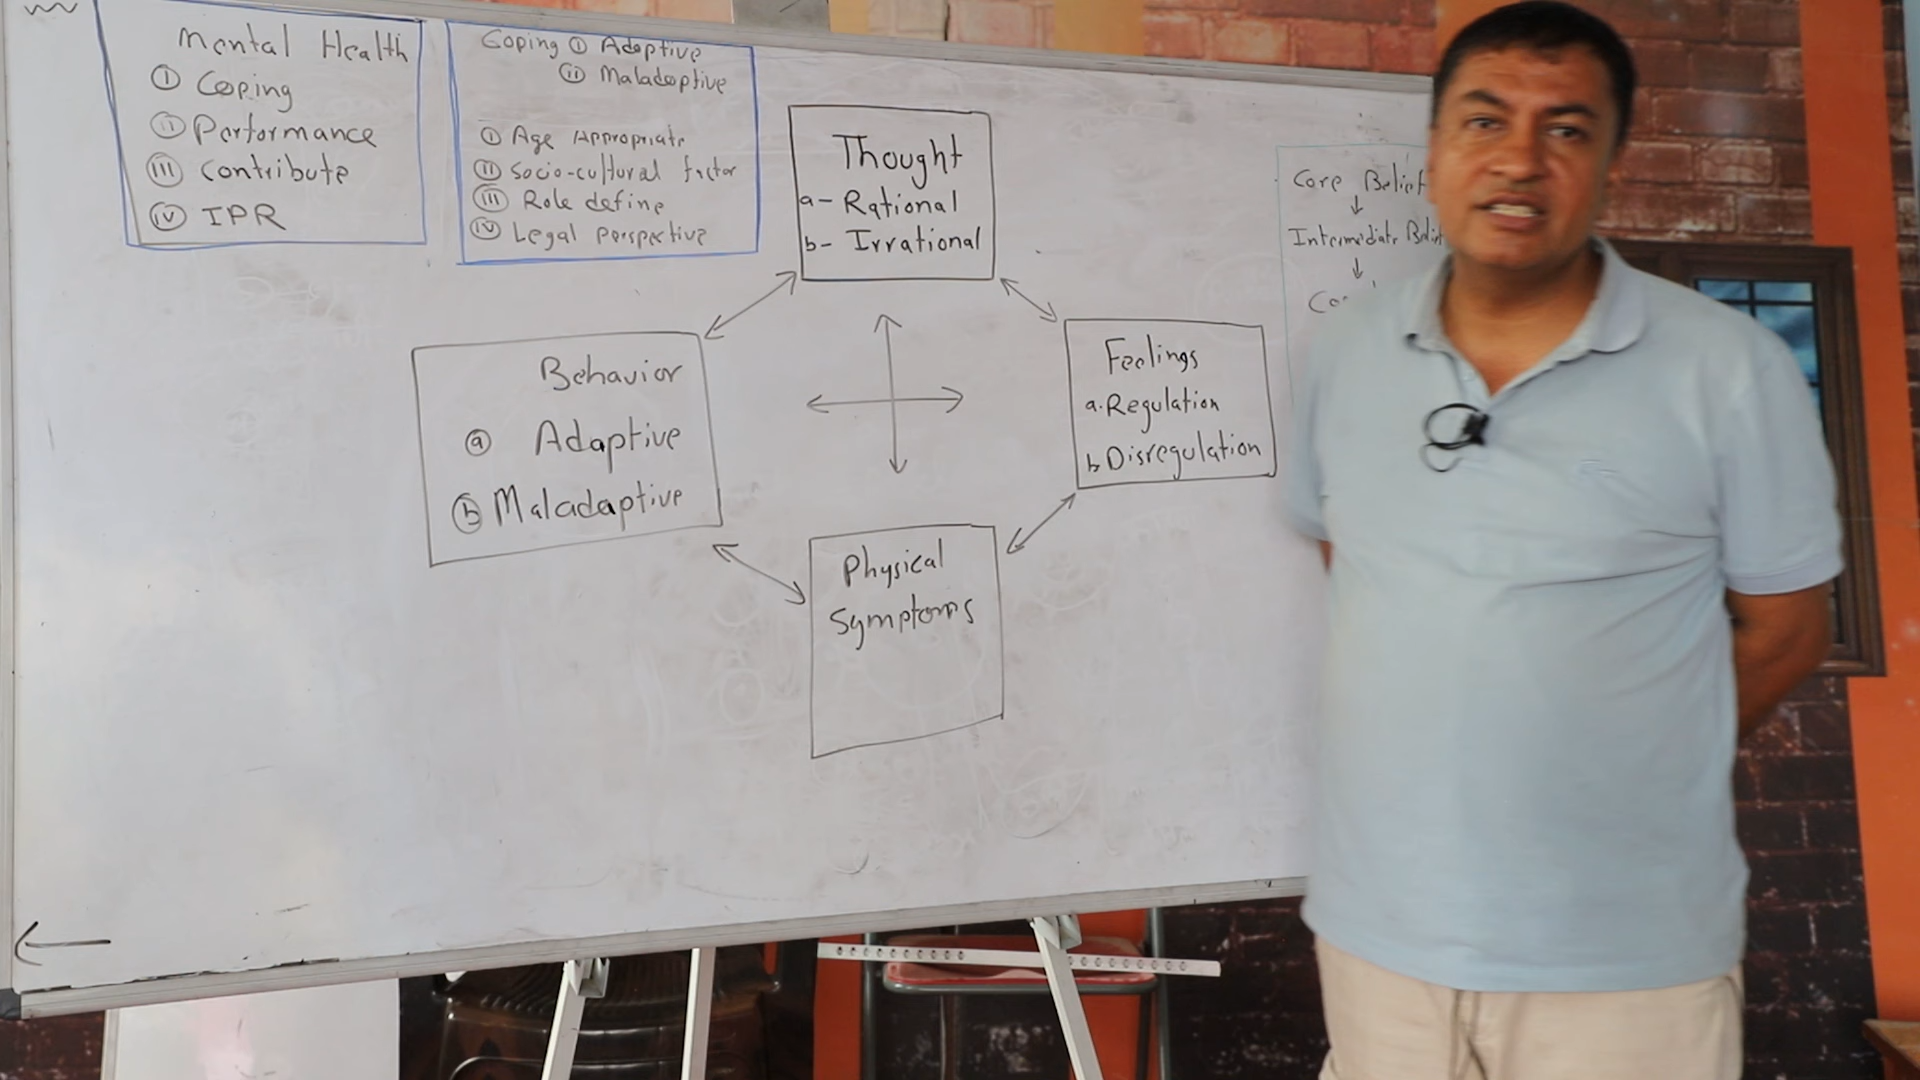 Mental Health
① Coping
② Performance
③ Contribute
④ IPR
Coping ① Adaptive
② Maladaptive
① Age Appropriate
② Socio-cultural factor
③ Role define
④ Legal perspective
Thought
a- Rational
b- Irrational
Core Belief
Intermediate Belief
Behavior
ⓐ Adaptive
ⓑ Maladaptive
Feelings
a. Regulation
b Disregulation
Physical
Symptoms